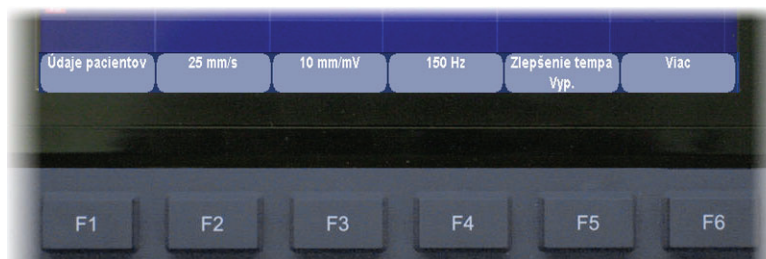 Údaje pacientov
25 mm/s
10 mm/mV
150 Hz
Zlepšenie tempa
Vyp.
Viac
F1
F2
F3
F4
F5
F6